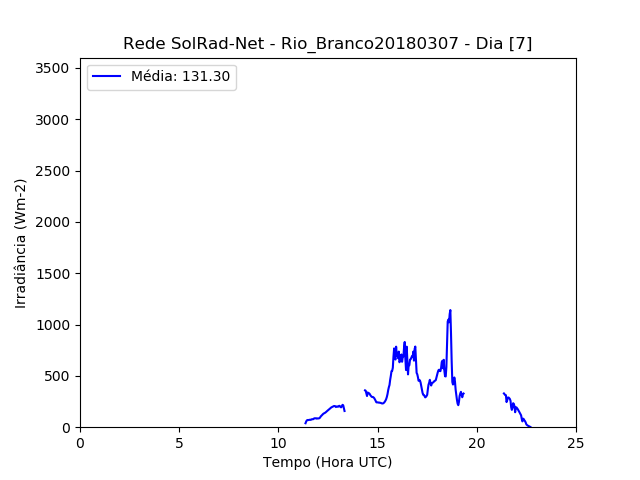 Rede SolRad-Net - Rio_Branco20180307 - Dia [7]
Média: 131.30
3500
3000
2500
2000
1500
1000
500
0
Irradiância (Wm-2)
0 5 10 15 20 25
Tempo (Hora UTC)